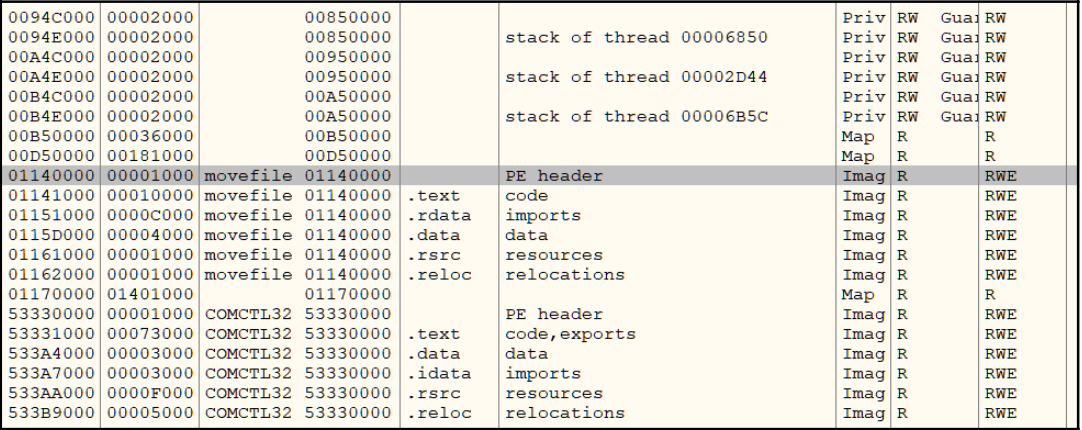 0094C000 00002000 00850000 Priv RW Guar RW
0094E000 00002000 00850000 stack of thread 00006850 Priv RW Guar RW
00A4C000 00002000 00950000 Priv RW Guar RW
00A4E000 00002000 00950000 stack of thread 00002D44 Priv RW Guar RW
00B4C000 00002000 00A50000 Priv RW Guar RW
00B4E000 00002000 00A50000 stack of thread 00006B5C Priv RW Guar RW
00B50000 00036000 00B50000 Map R R
00D50000 00181000 00D50000 Map R R
01140000 00001000 movefile 01140000 PE header Imag R RWE
01141000 00010000 movefile 01140000 .text code Imag R RWE
01151000 0000C000 movefile 01140000 .rdata imports Imag R RWE
0115D000 00004000 movefile 01140000 .data data Imag R RWE
01161000 00001000 movefile 01140000 .rsrc resources Imag R RWE
01162000 00001000 movefile 01140000 .reloc relocations Imag R RWE
01170000 01401000 01170000 Map R R
53330000 00001000 COMCTL32 53330000 PE header Imag R RWE
53331000 00073000 COMCTL32 53330000 .text code,exports Imag R RWE
533A4000 00003000 COMCTL32 53330000 .data data Imag R RWE
533A7000 00003000 COMCTL32 53330000 .idata imports Imag R RWE
533AA000 0000F000 COMCTL32 53330000 .rsrc resources Imag R RWE
533B9000 00005000 COMCTL32 53330000 .reloc relocations Imag R RWE